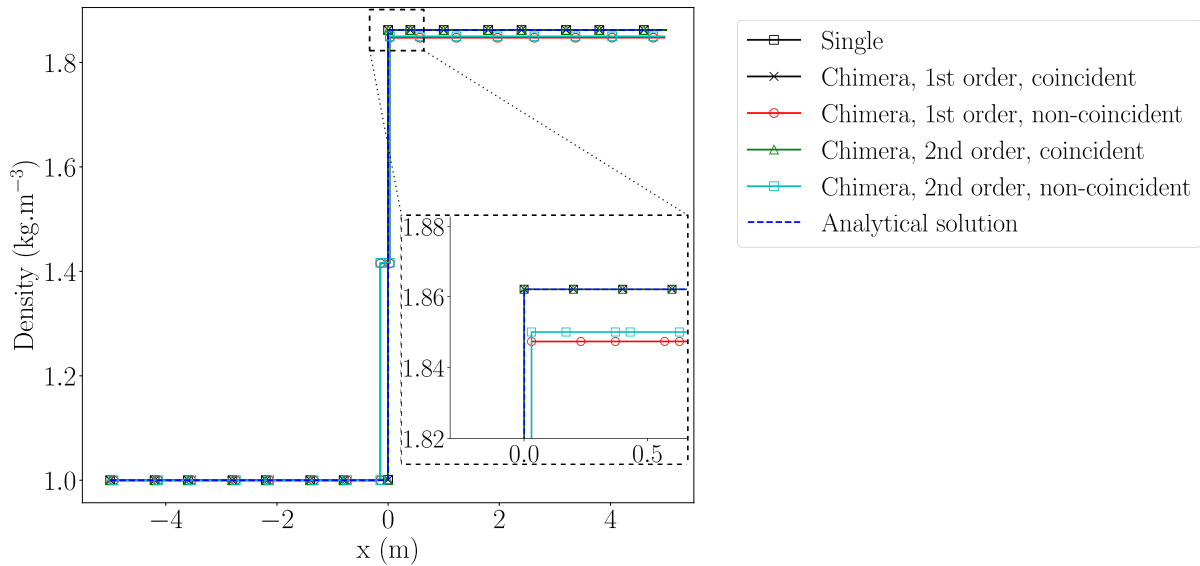 1.8
1.6
1.4
1.2
1.0
Density (kg.m⁻³)
−4
−2
0
2
4
x (m)
1.88
1.86
1.84
1.82
0.0
0.5
Single
Chimera, 1st order, coincident
Chimera, 1st order, non-coincident
Chimera, 2nd order, coincident
Chimera, 2nd order, non-coincident
Analytical solution